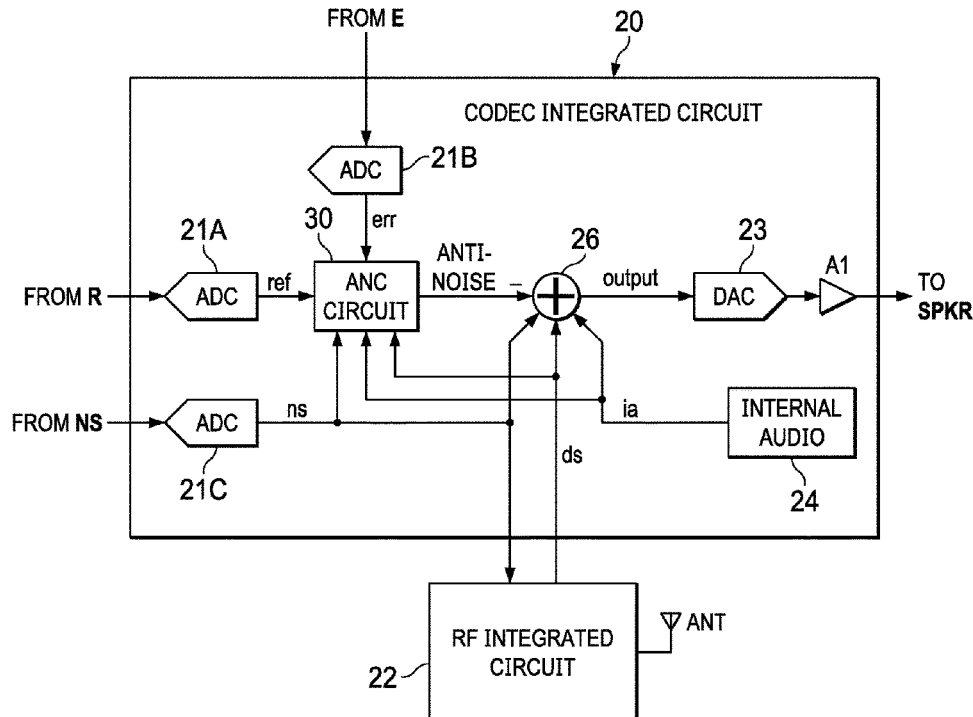 FROM E
20
CODEC INTEGRATED CIRCUIT
ADC
21B
err
21A
30
ANTI-
NOISE
26
23
A1
FROM R
ADC
ref
ANC
CIRCUIT
–
output
DAC
TO
SPKR
FROM NS
ADC
ns
ia
INTERNAL
AUDIO
21C
ds
24
RF INTEGRATED
CIRCUIT
ANT
22